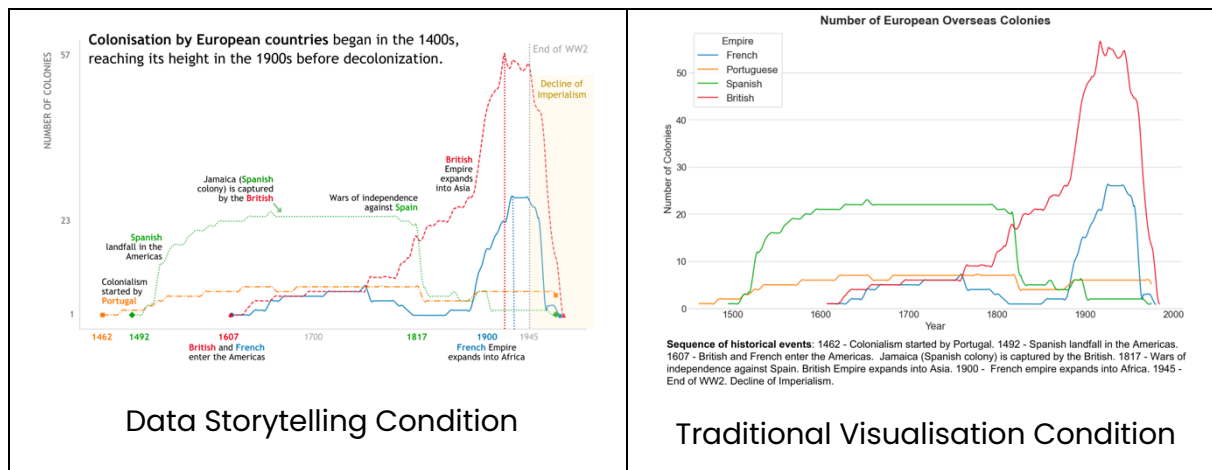 Colonisation by European countries began in the 1400s,
reaching its height in the 1900s before decolonization.
57
NUMBER OF COLONIES
23
1
End of WW2
Decline of
Imperialism
British
Empire
expands
into Asia
Jamaica (Spanish
colony) is captured
by the British
Wars of independence
against Spain
Spanish
landfall in the
Americas
Colonialism
started by
Portugal
1462
1492
1607
1700
1817
1900
1945
British and French
enter the Americas
French Empire
expands into Africa
Data Storytelling Condition
Number of European Overseas Colonies
Empire
French
Portuguese
Spanish
British
Number of Colonies
50
40
30
20
10
0
1500
1600
1700
1800
1900
2000
Year
Sequence of historical events: 1462 - Colonialism started by Portugal. 1492 - Spanish landfall in the Americas.
1607 - British and French enter the Americas. Jamaica (Spanish colony) is captured by the British. 1817 - Wars of
independence against Spain. British Empire expands into Asia. 1900 - French empire expands into Africa. 1945 -
End of WW2. Decline of Imperialism.
Traditional Visualisation Condition